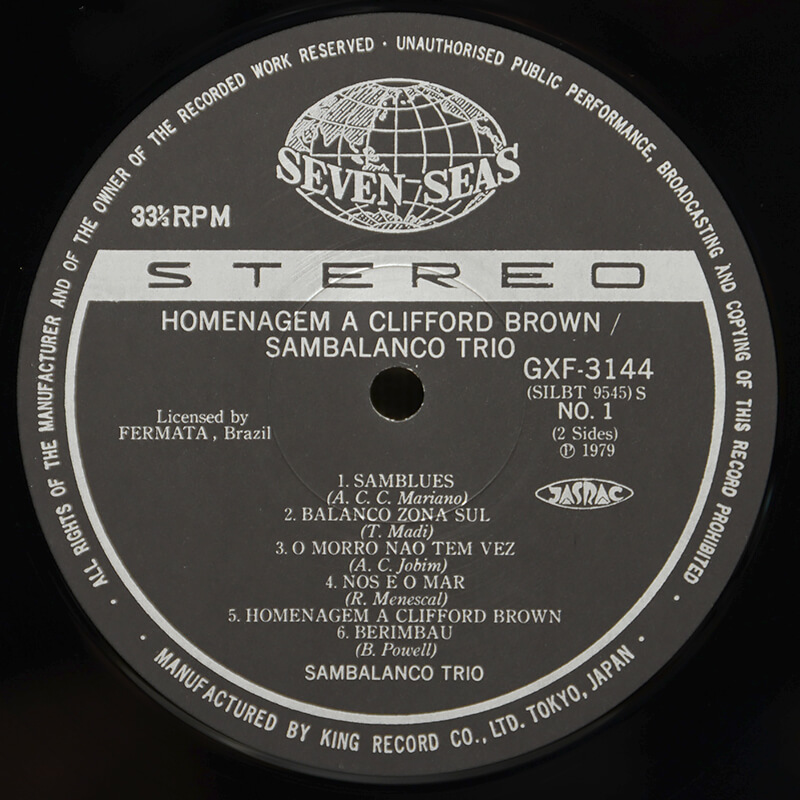 ALL RIGHTS OF THE MANUFACTURER AND OF THE OWNER OF THE RECORDED WORK RESERVED · UNAUTHORISED PUBLIC PERFORMANCE, BROADCASTING AND COPYING OF THIS RECORD PROHIBITED
SEVEN SEAS
33⅓RPM
STEREO
HOMENAGEM A CLIFFORD BROWN /
SAMBALANCO TRIO
GXF-3144
(SILBT 9545) S
NO. 1
(2 Sides)
℗ 1979
Licensed by
FERMATA, Brazil
JASRAC
1. SAMBLUES
(A. C. C. Mariano)
2. BALANCO ZONA SUL
(T. Madi)
3. O MORRO NAO TEM VEZ
(A. C. Jobim)
4. NOS E O MAR
(R. Menescal)
5. HOMENAGEM A CLIFFORD BROWN
6. BERIMBAU
(B. Powell)
SAMBALANCO TRIO
· MANUFACTURED BY KING RECORD CO., LTD. TOKYO, JAPAN ·